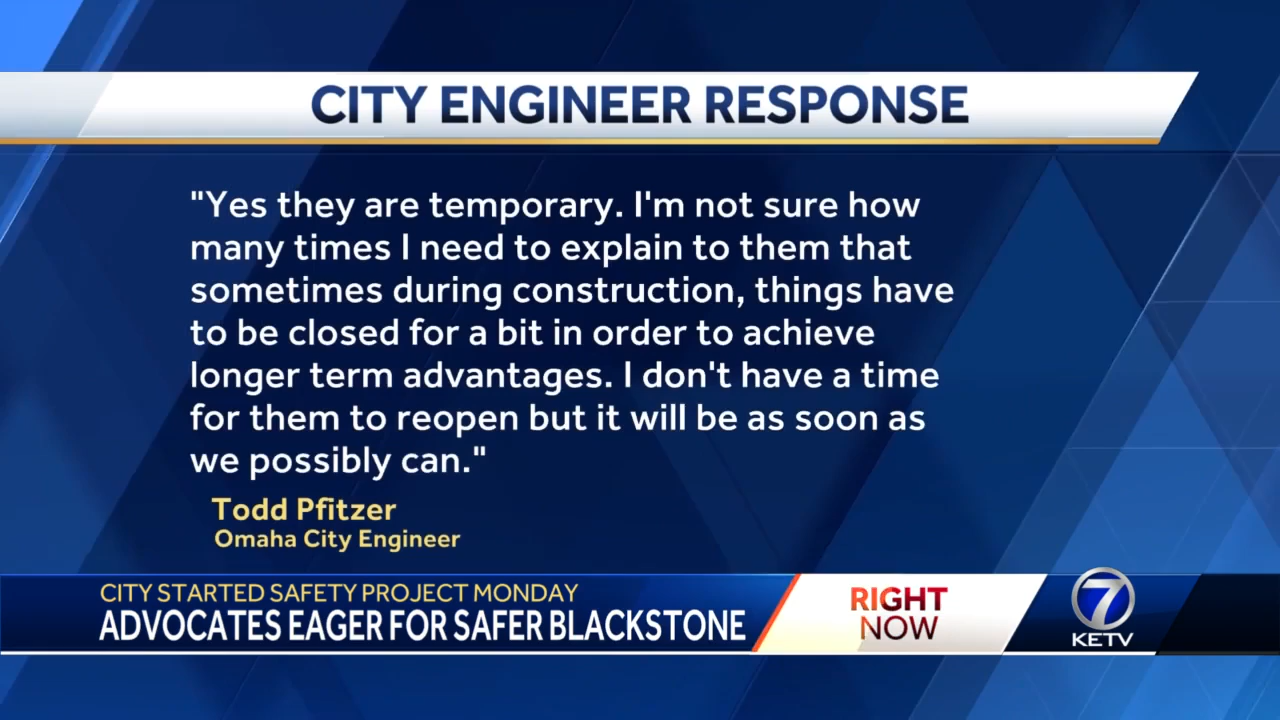 CITY ENGINEER RESPONSE
"Yes they are temporary. I'm not sure how
many times I need to explain to them that
sometimes during construction, things have
to be closed for a bit in order to achieve
longer term advantages. I don't have a time
for them to reopen but it will be as soon as
we possibly can."
Todd Pfitzer
Omaha City Engineer
CITY STARTED SAFETY PROJECT MONDAY
ADVOCATES EAGER FOR SAFER BLACKSTONE
RIGHT
NOW
7
KETV